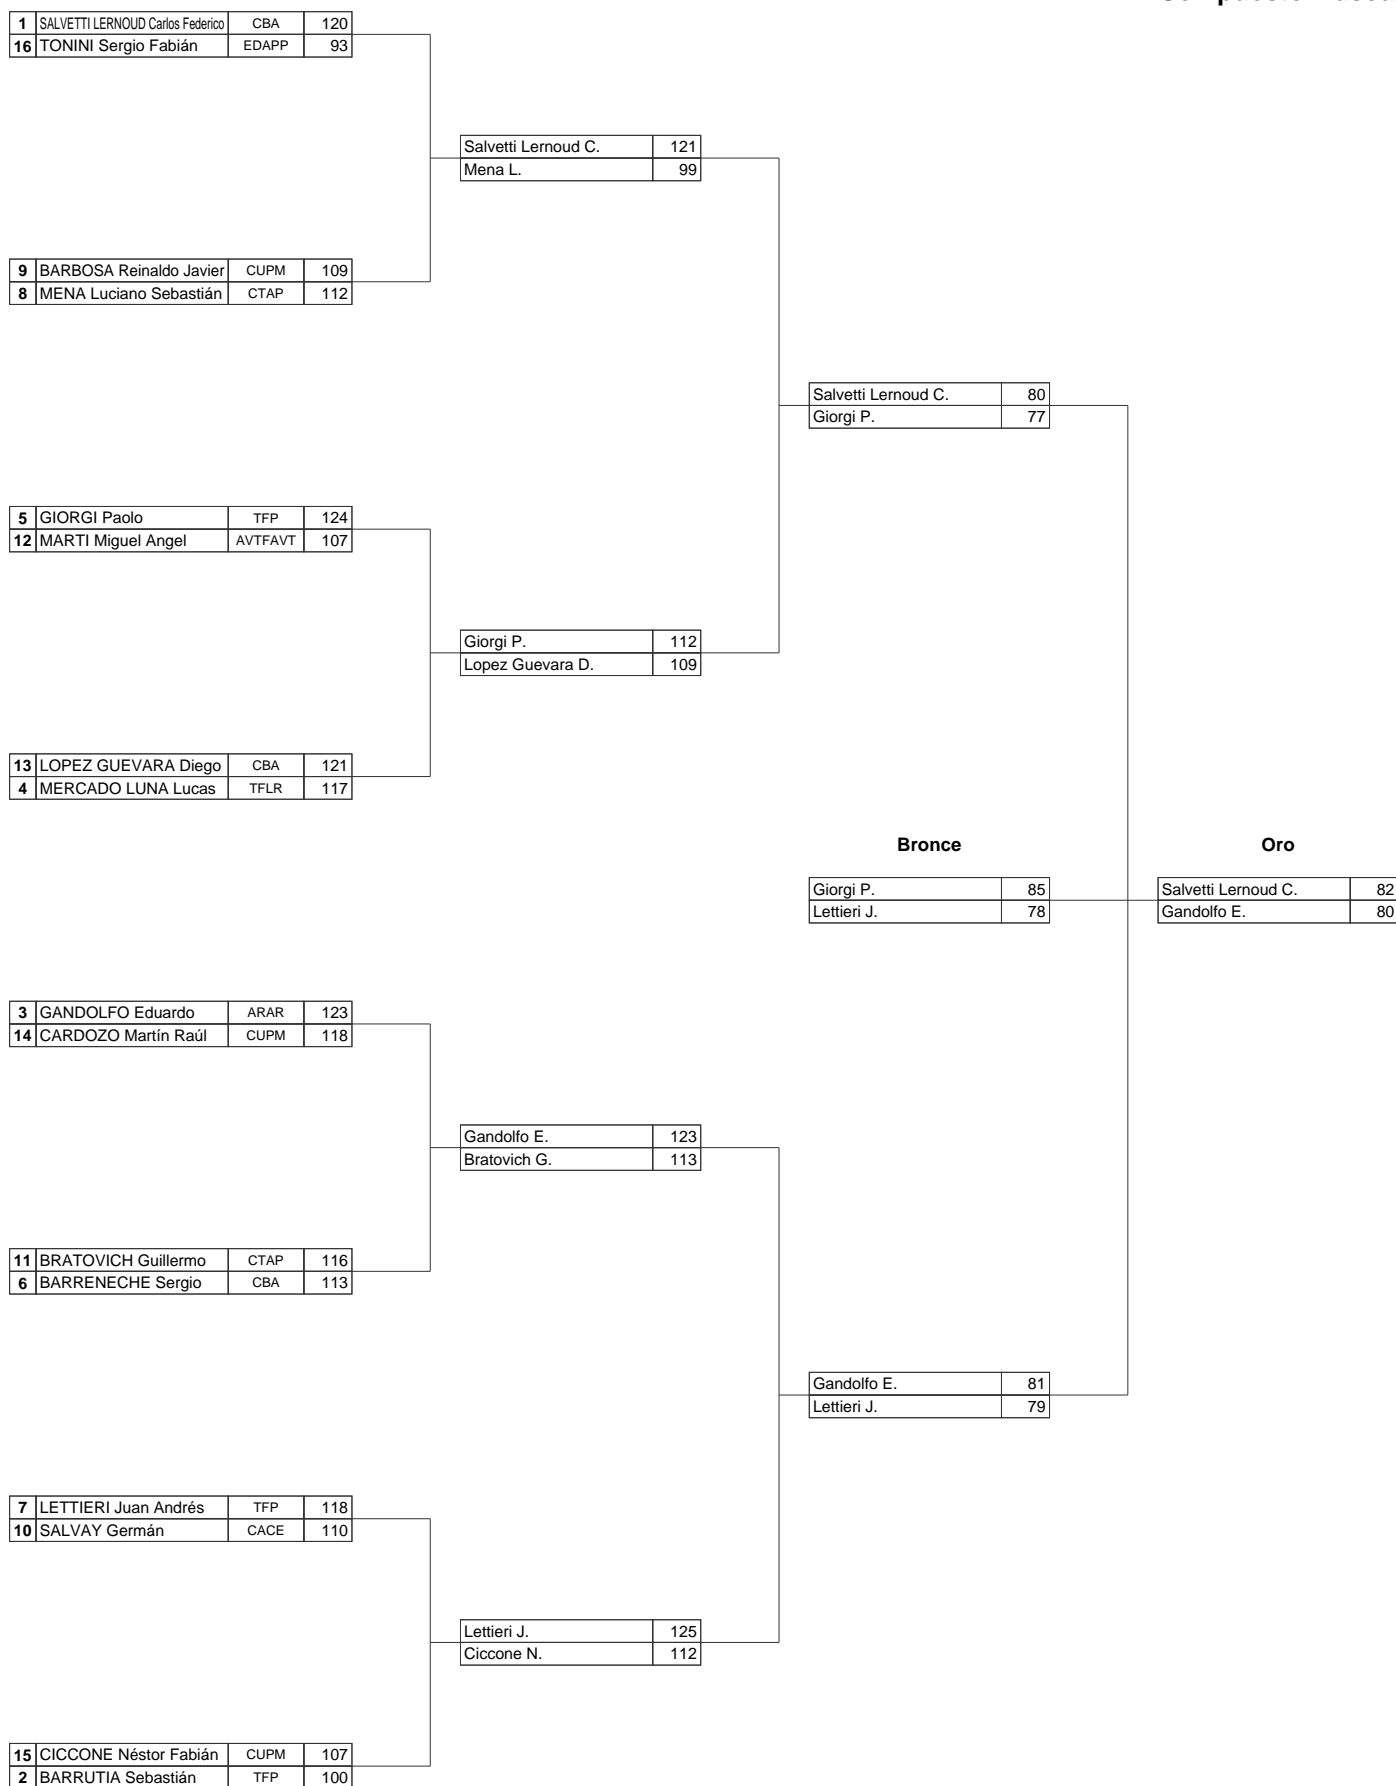 1 SALVETTI LERNOUD Carlos Federico CBA 120
16 TONINI Sergio Fabián EDAPP 93
Salvetti Lernoud C. 121
Mena L. 99
9 BARBOSA Reinaldo Javier CUPM 109
8 MENA Luciano Sebastián CTAP 112
Salvetti Lernoud C. 80
Giorgi P. 77
5 GIORGI Paolo TFP 124
12 MARTI Miguel Angel AVTFAVT 107
Giorgi P. 112
Lopez Guevara D. 109
13 LOPEZ GUEVARA Diego CBA 121
4 MERCADO LUNA Lucas TFLR 117
Bronce Oro
Giorgi P. 85 Salvetti Lernoud C. 82
Lettieri J. 78 Gandolfo E. 80
3 GANDOLFO Eduardo ARAR 123
14 CARDOZO Martín Raúl CUPM 118
Gandolfo E. 123
Bratovich G. 113
11 BRATOVICH Guillermo CTAP 116
6 BARRENECHE Sergio CBA 113
Gandolfo E. 81
Lettieri J. 79
7 LETTIERI Juan Andrés TFP 118
10 SALVAY Germán CACE 110
Lettieri J. 125
Ciccone N. 112
15 CICCONE Néstor Fabián CUPM 107
2 BARRUTIA Sebastián TFP 100